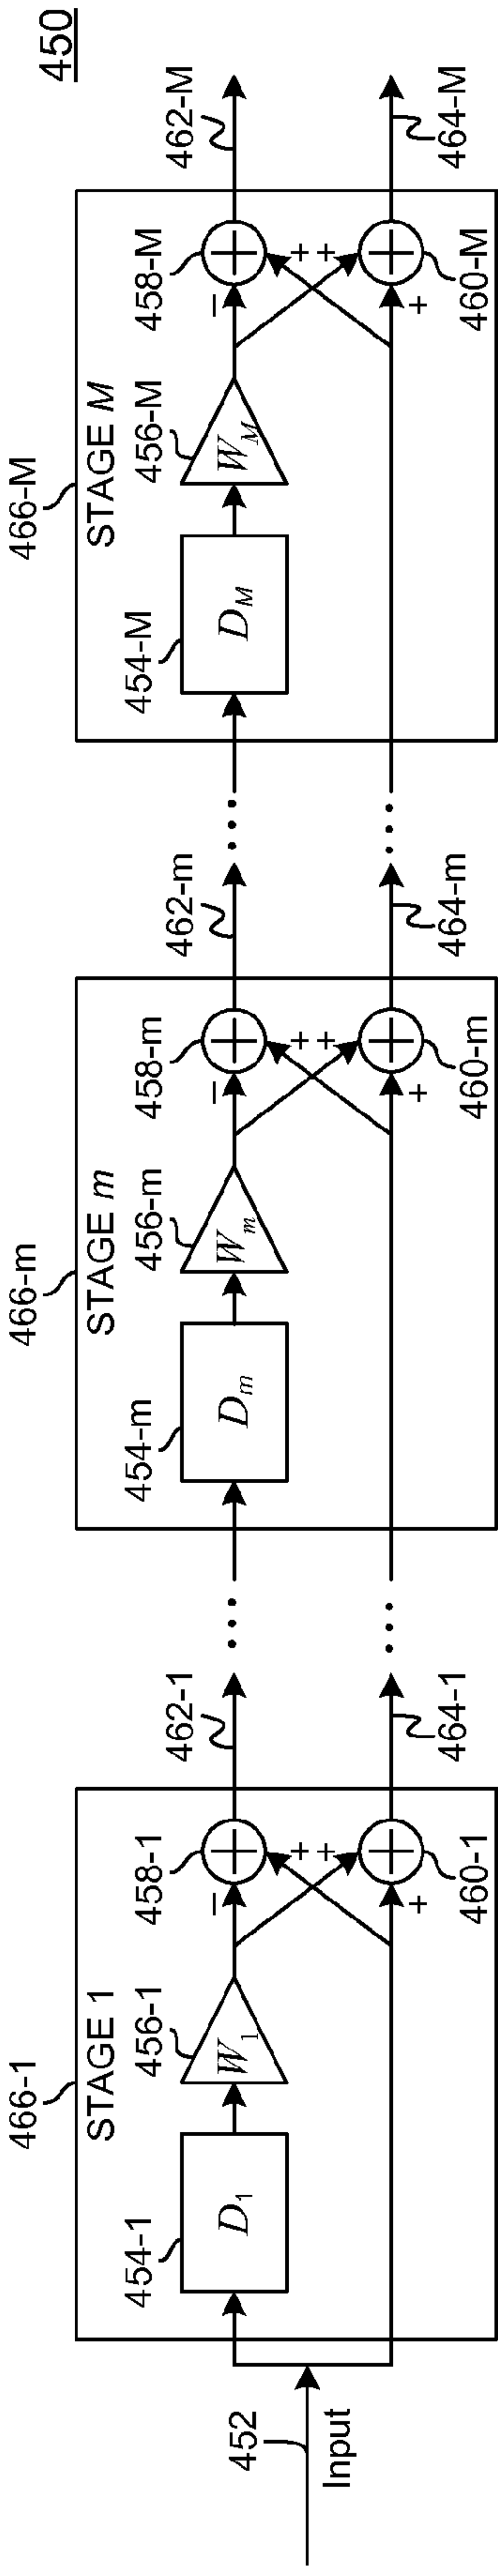 450
466-1
STAGE 1
454-1
D1
456-1
W1
458-1
−
+ +
+
460-1
462-1
464-1
452
Input
...
...
466-m
STAGE m
454-m
Dm
456-m
Wm
458-m
−
+ +
+
460-m
462-m
464-m
...
...
466-M
STAGE M
454-M
DM
456-M
WM
458-M
−
+ +
+
460-M
462-M
464-M